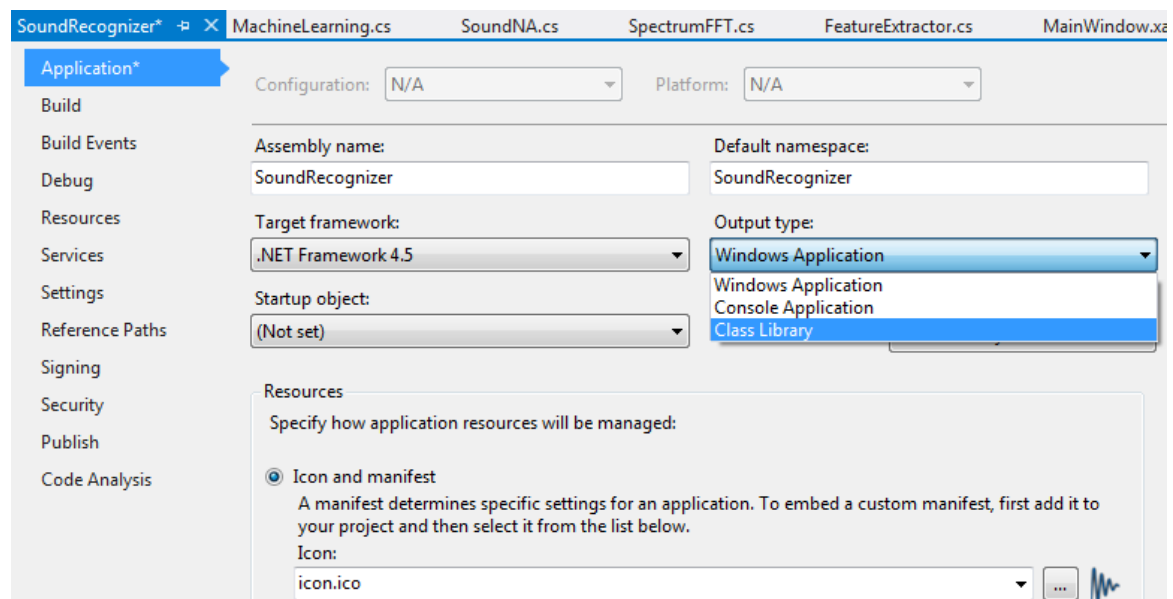 SoundRecognizer* MachineLearning.cs SoundNA.cs SpectrumFFT.cs FeatureExtractor.cs MainWindow.xa
Application*
Configuration: N/A Platform: N/A
Build
Build Events
Assembly name: Default namespace:
Debug
SoundRecognizer SoundRecognizer
Resources
Target framework: Output type:
Services
.NET Framework 4.5 Windows Application
Settings
Windows Application
Startup object:
Console Application
Reference Paths
(Not set) Class Library
Signing
Resources
Security
Specify how application resources will be managed:
Publish
Code Analysis
Icon and manifest
A manifest determines specific settings for an application. To embed a custom manifest, first add it to
your project and then select it from the list below.
Icon:
icon.ico ...